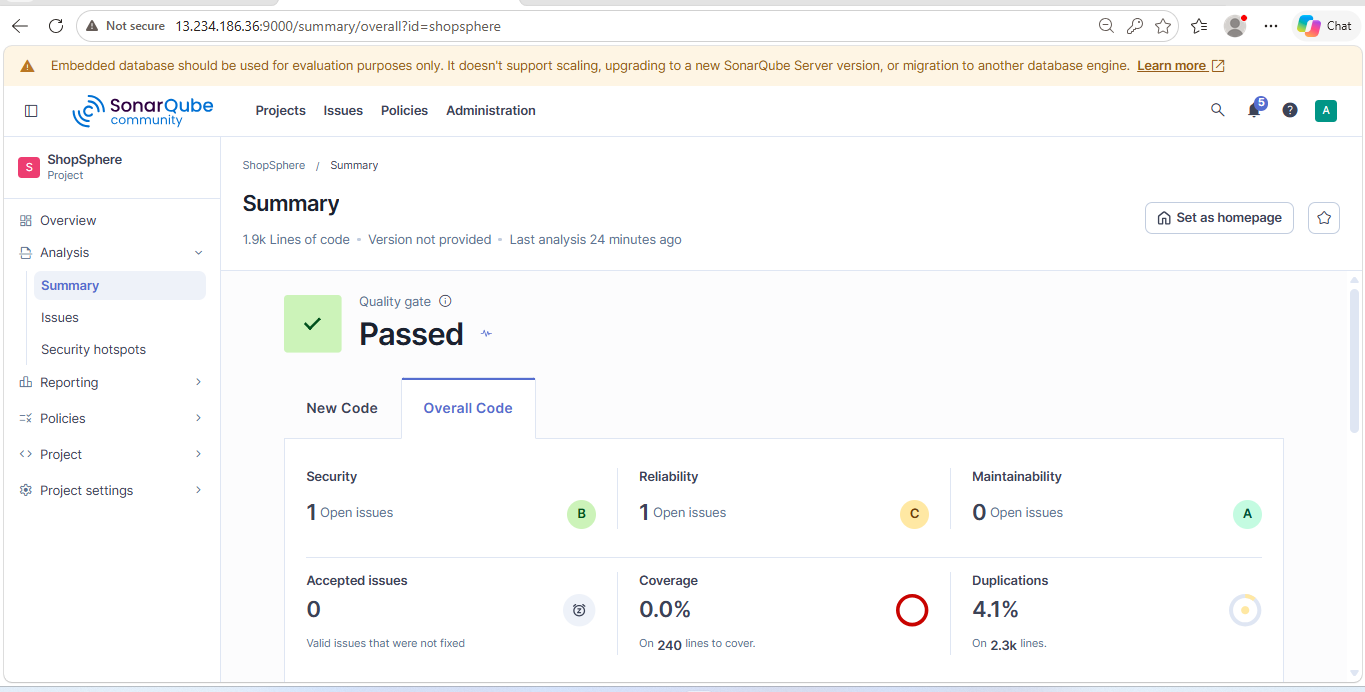 Not secure 13.234.186.36:9000/summary/overall?id=shopsphere Chat
Embedded database should be used for evaluation purposes only. It doesn't support scaling, upgrading to a new SonarQube Server version, or migration to another database engine. Learn more
SonarQube community Projects Issues Policies Administration 5 ? A
S ShopSphere
Project
Overview
Analysis
Summary
Issues
Security hotspots
Reporting
Policies
Project
Project settings
ShopSphere / Summary
Summary
1.9k Lines of code • Version not provided • Last analysis 24 minutes ago
Set as homepage
Quality gate
Passed
New Code Overall Code
Security
1 Open issues B
Reliability
1 Open issues C
Maintainability
0 Open issues A
Accepted issues
0
Valid issues that were not fixed
Coverage
0.0%
On 240 lines to cover.
Duplications
4.1%
On 2.3k lines.